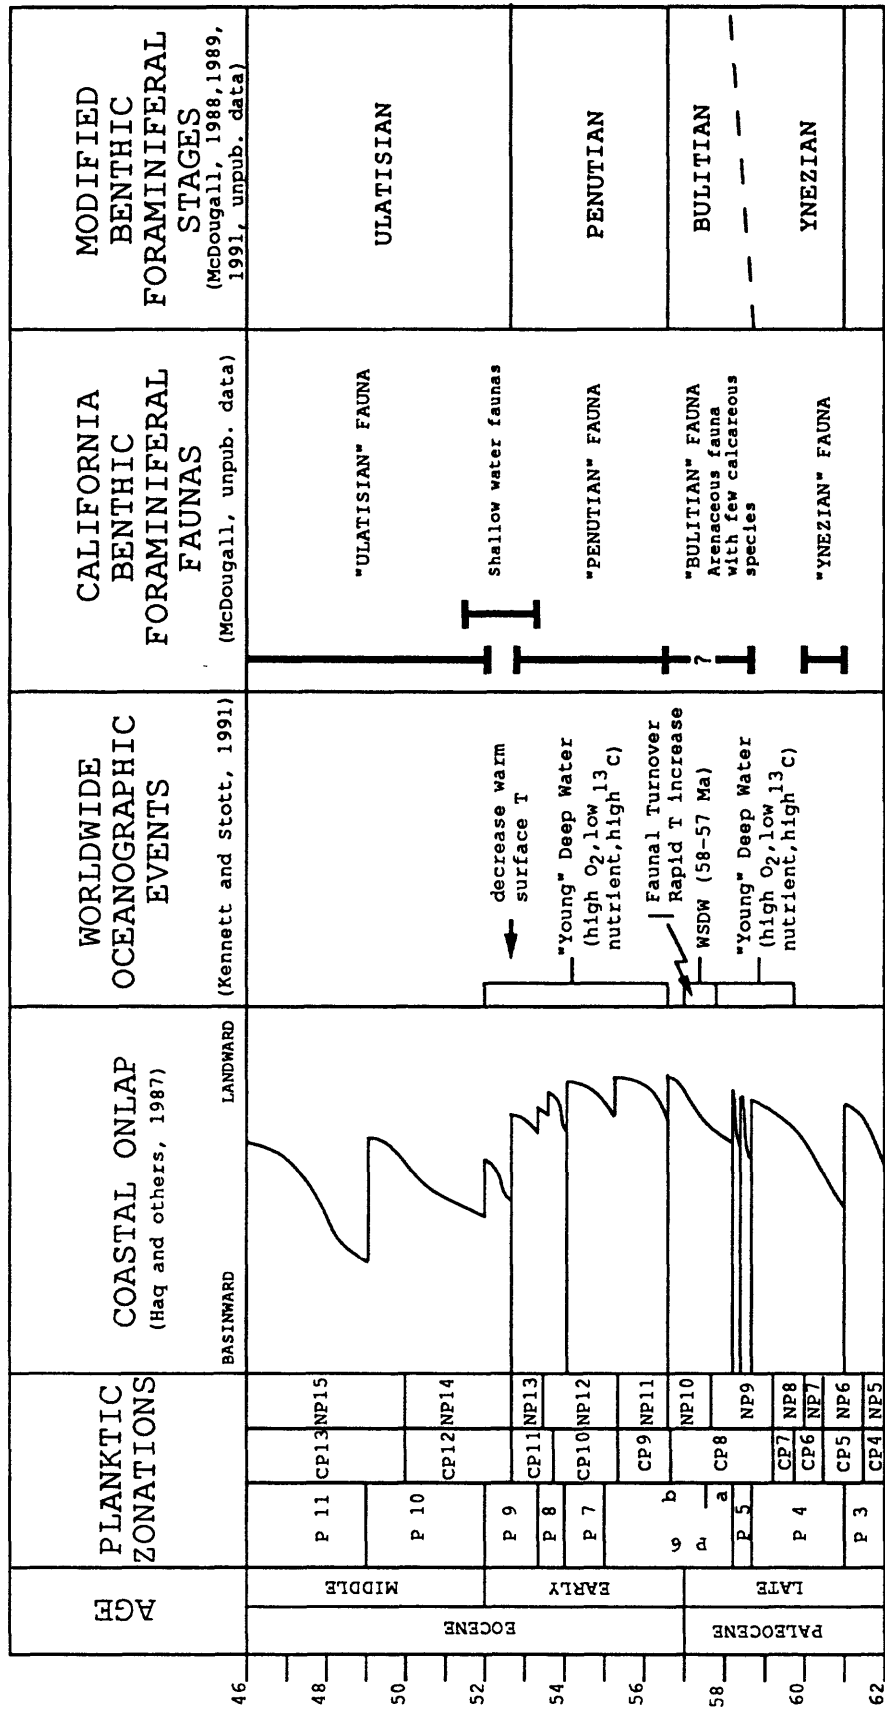 AGE
PLANKTIC
ZONATIONS
COASTAL ONLAP
(Haq and others, 1987)
BASINWARD
LANDWARD
WORLDWIDE
OCEANOGRAPHIC
EVENTS
(Kennett and Stott, 1991)
CALIFORNIA
BENTHIC
FORAMINIFERAL
FAUNAS
(McDougall, unpub. data)
MODIFIED
BENTHIC
FORAMINIFERAL
STAGES
(McDougall, 1988,1989,
1991, unpub. data)
46
48
50
52
54
56
58
60
62
EOCENE
PALEOCENE
MIDDLE
EARLY
LATE
P 11
P 10
P 9
P 8
P 7
P 6
b
a
P 5
P 4
P 3
CP13
CP12
CP11
CP10
CP9
CP8
CP7
CP6
CP5
CP4
NP15
NP14
NP13
NP12
NP11
NP10
NP9
NP8
NP7
NP6
NP5
decrease warm
surface T
"Young" Deep Water
(high O2,low
nutrient,high 13C)
Faunal Turnover
Rapid T increase
WSDW (58-57 Ma)
"Young" Deep Water
(high O2,low
nutrient,high 13C)
"ULATISIAN" FAUNA
Shallow water faunas
"PENUTIAN" FAUNA
?
"BULITIAN" FAUNA
Arenaceous fauna
with few calcareous
species
"YNEZIAN" FAUNA
ULATISIAN
PENUTIAN
BULITIAN
YNEZIAN